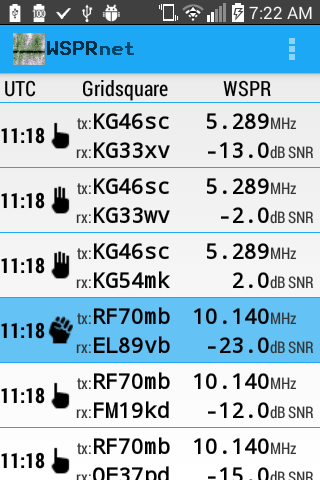 7:22 AM
WSPRnet
UTC Gridsquare WSPR
11:18 tx:KG46sc 5.289MHz
rx:KG33xv -13.0dB SNR
11:18 tx:KG46sc 5.289MHz
rx:KG33wv -2.0dB SNR
11:18 tx:KG46sc 5.289MHz
rx:KG54mk 2.0dB SNR
11:18 tx:RF70mb 10.140MHz
rx:EL89vb -23.0dB SNR
11:18 tx:RF70mb 10.140MHz
rx:FM19kd -12.0dB SNR
11:18 tx:RF70mb 10.140MHz
rx: -15.0dB SNR